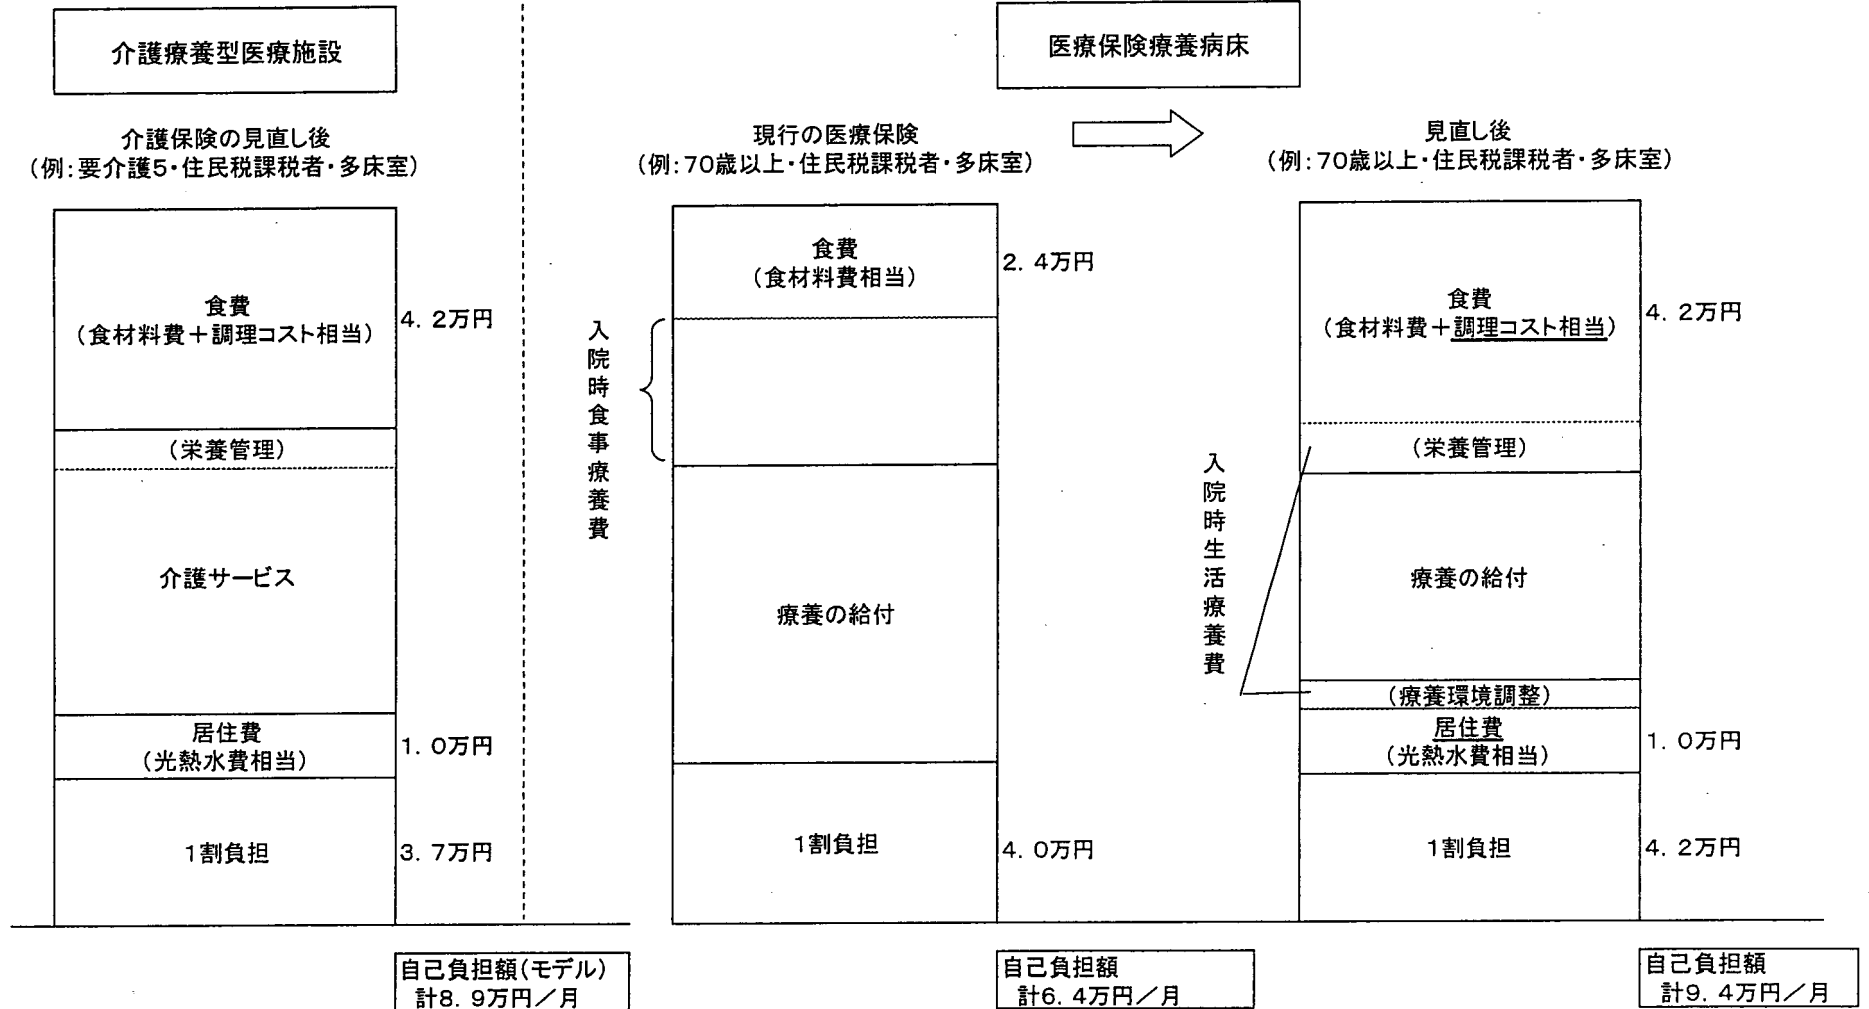 介護療養型医療施設
介護保険の見直し後
（例：要介護5・住民税課税者・多床室）
食費
（食材料費＋調理コスト相当）
4．2万円
（栄養管理）
介護サービス
居住費
（光熱水費相当）
1．0万円
1割負担
3．7万円
自己負担額（モデル）
計8．9万円／月
医療保険療養病床
現行の医療保険
（例：70歳以上・住民税課税者・多床室）
食費
（食材料費相当）
2．4万円
入院時食事療養費
療養の給付
1割負担
4．0万円
自己負担額
計6．4万円／月
見直し後
（例：70歳以上・住民税課税者・多床室）
食費
（食材料費＋調理コスト相当）
4．2万円
（栄養管理）
入院時生活療養費
療養の給付
（療養環境調整）
居住費
（光熱水費相当）
1．0万円
1割負担
4．2万円
自己負担額
計9．4万円／月